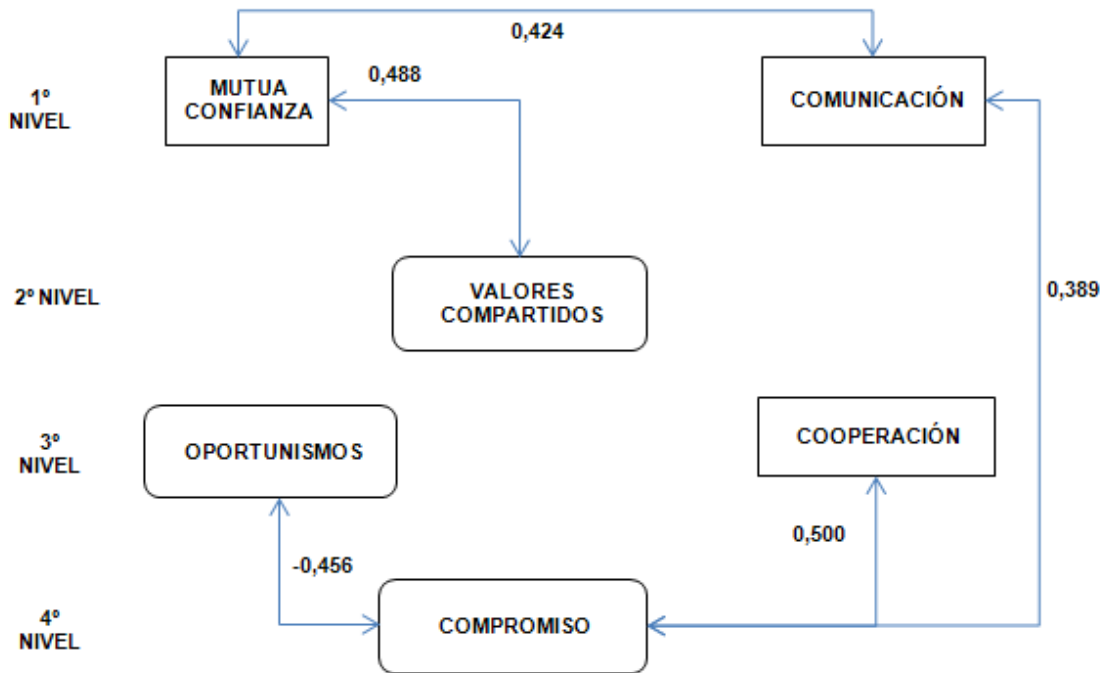 0,424
1º
NIVEL
MUTUA
CONFIANZA
0,488
COMUNICACIÓN
2º NIVEL
VALORES
COMPARTIDOS
0,389
3º
NIVEL
OPORTUNISMOS
COOPERACIÓN
-0,456
0,500
4º
NIVEL
COMPROMISO